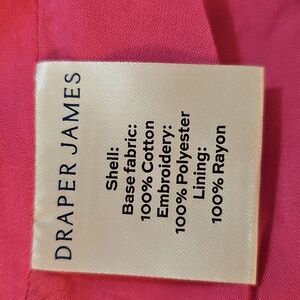 DRAPER JAMES
Shell:
Base fabric:
100% Cotton
Embroidery:
100% Polyester
Lining:
100% Rayon